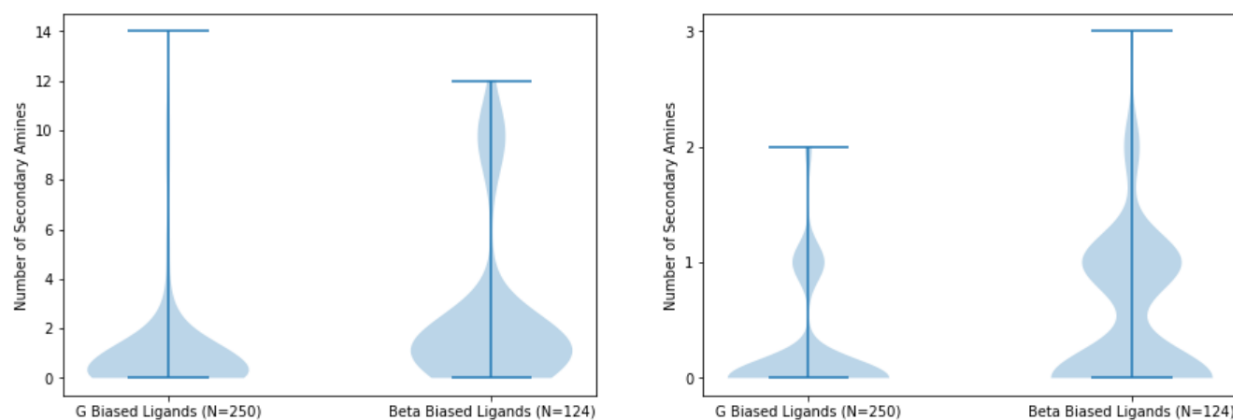 Number of Secondary Amines
14
12
10
8
6
4
2
0
G Biased Ligands (N=250)
Beta Biased Ligands (N=124)
Number of Secondary Amines
3
2
1
0
G Biased Ligands (N=250)
Beta Biased Ligands (N=124)